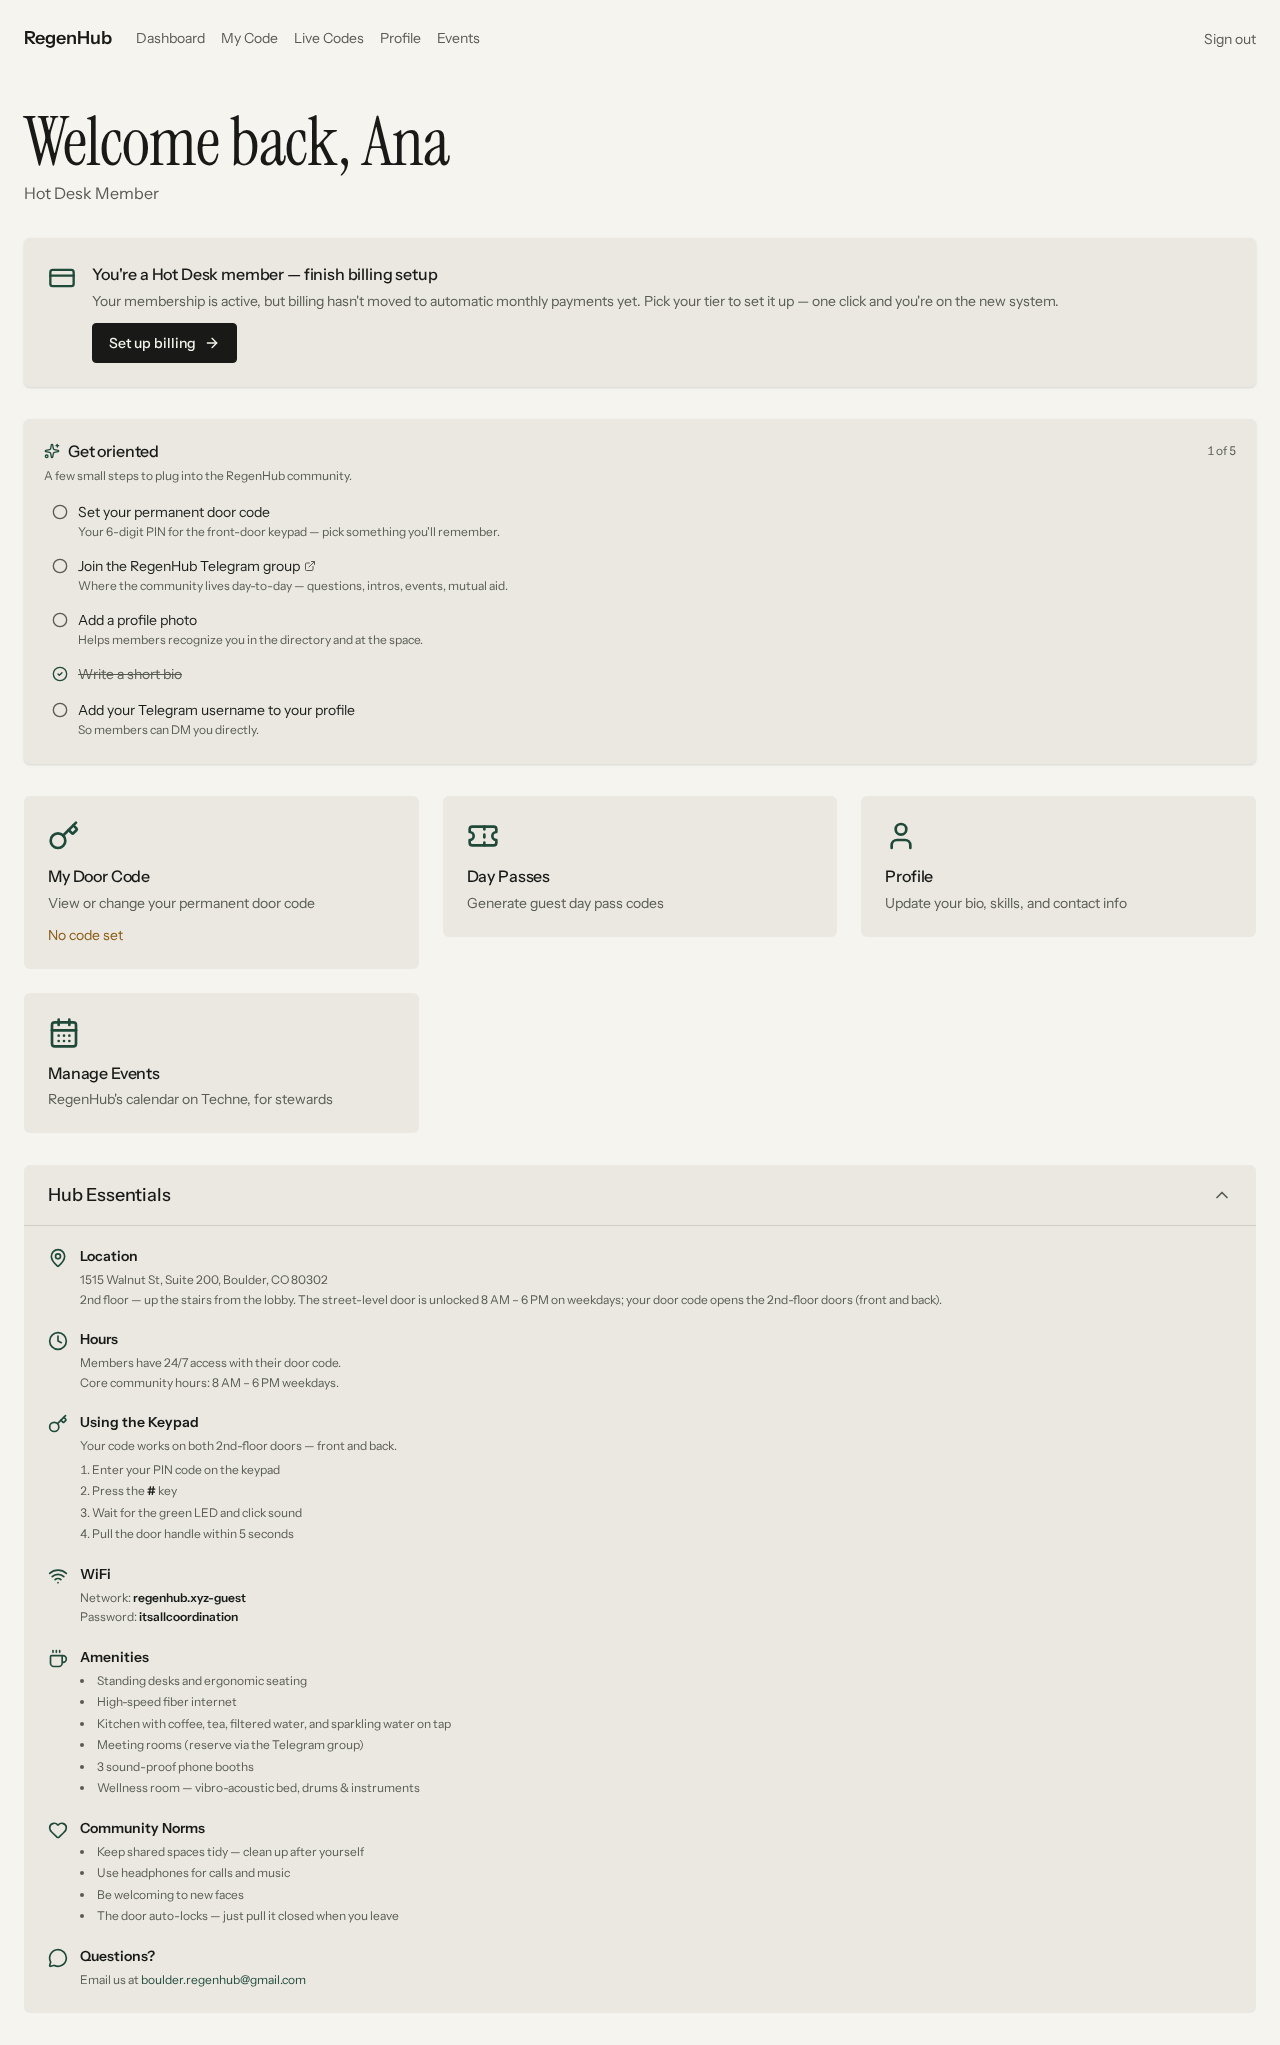 RegenHub Dashboard My Code Live Codes Profile Events Sign out
Welcome back, Ana
Hot Desk Member
You're a Hot Desk member — finish billing setup
Your membership is active, but billing hasn't moved to automatic monthly payments yet. Pick your tier to set it up — one click and you're on the new system.
Set up billing →
Get oriented 1 of 5
A few small steps to plug into the RegenHub community.
Set your permanent door code
Your 6-digit PIN for the front-door keypad — pick something you'll remember.
Join the RegenHub Telegram group
Where the community lives day-to-day — questions, intros, events, mutual aid.
Add a profile photo
Helps members recognize you in the directory and at the space.
Write a short bio
Add your Telegram username to your profile
So members can DM you directly.
My Door Code
View or change your permanent door code
No code set
Day Passes
Generate guest day pass codes
Profile
Update your bio, skills, and contact info
Manage Events
RegenHub's calendar on Techne, for stewards
Hub Essentials
Location
1515 Walnut St, Suite 200, Boulder, CO 80302
2nd floor — up the stairs from the lobby. The street-level door is unlocked 8 AM – 6 PM on weekdays; your door code opens the 2nd-floor doors (front and back).
Hours
Members have 24/7 access with their door code.
Core community hours: 8 AM – 6 PM weekdays.
Using the Keypad
Your code works on both 2nd-floor doors — front and back.
1. Enter your PIN code on the keypad
2. Press the # key
3. Wait for the green LED and click sound
4. Pull the door handle within 5 seconds
WiFi
Network: regenhub.xyz-guest
Password: itsallcoordination
Amenities
• Standing desks and ergonomic seating
• High-speed fiber internet
• Kitchen with coffee, tea, filtered water, and sparkling water on tap
• Meeting rooms (reserve via the Telegram group)
• 3 sound-proof phone booths
• Wellness room — vibro-acoustic bed, drums & instruments
Community Norms
• Keep shared spaces tidy — clean up after yourself
• Use headphones for calls and music
• Be welcoming to new faces
• The door auto-locks — just pull it closed when you leave
Questions?
Email us at boulder.regenhub@gmail.com